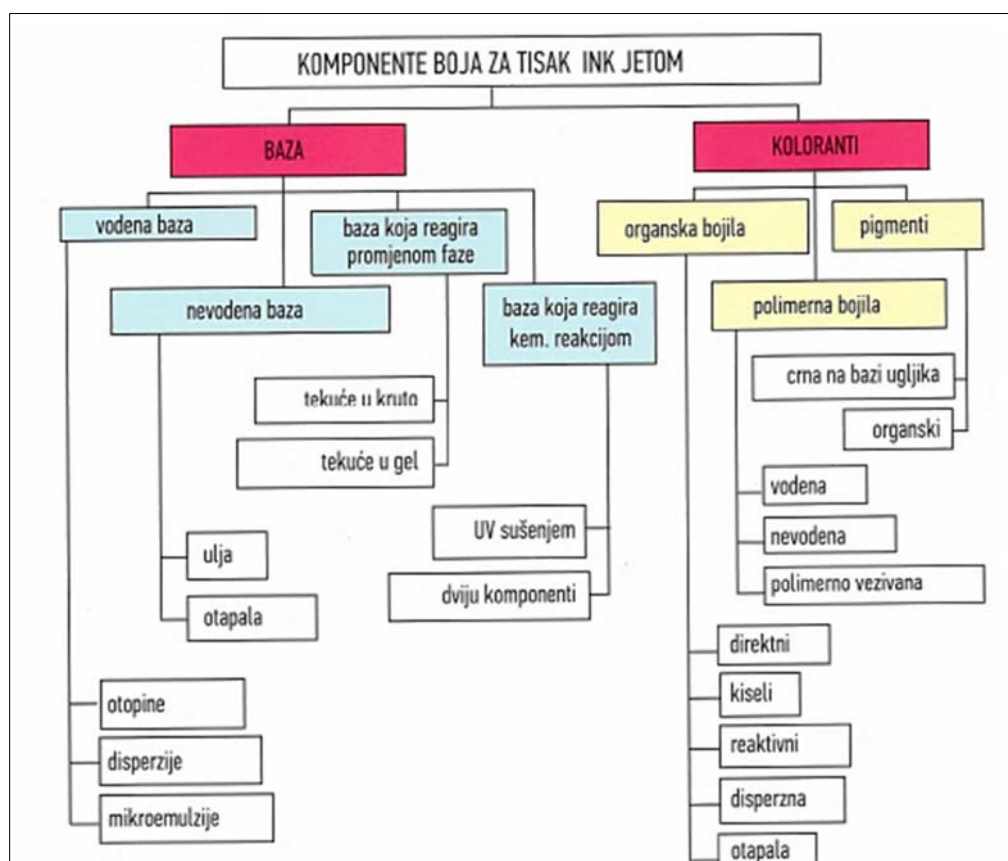 KOMPONENTE BOJA ZA TISAK INK JETOM
BAZA
KOLORANTI
vodena baza
baza koja reagira
promjenom faze
organska bojila
pigmenti
nevodena baza
baza koja reagira
kem. reakcijom
polimerna bojila
tekuće u kruto
crna na bazi ugljika
tekuće u gel
organski
vodena
UV sušenjem
nevodena
ulja
dviju komponenti
polimerno vezivana
otapala
direktni
otopine
kiseli
disperzije
reaktivni
mikroemulzije
disperzna
otapala